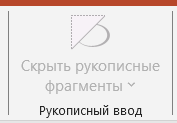 Скрыть рукописные
фрагменты
Рукописный ввод